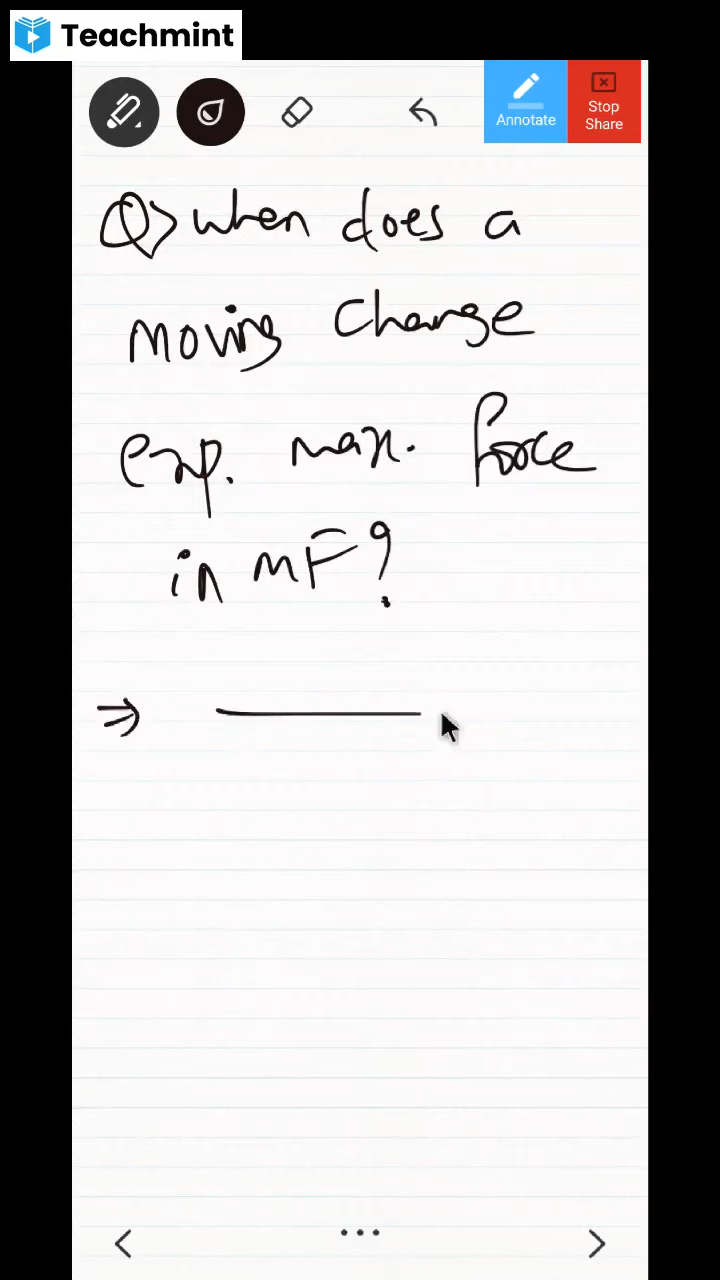 Teachmint
Annotate
Stop
Share
Q> When does a
moving charge
exp. max. force
in MF?
⇒